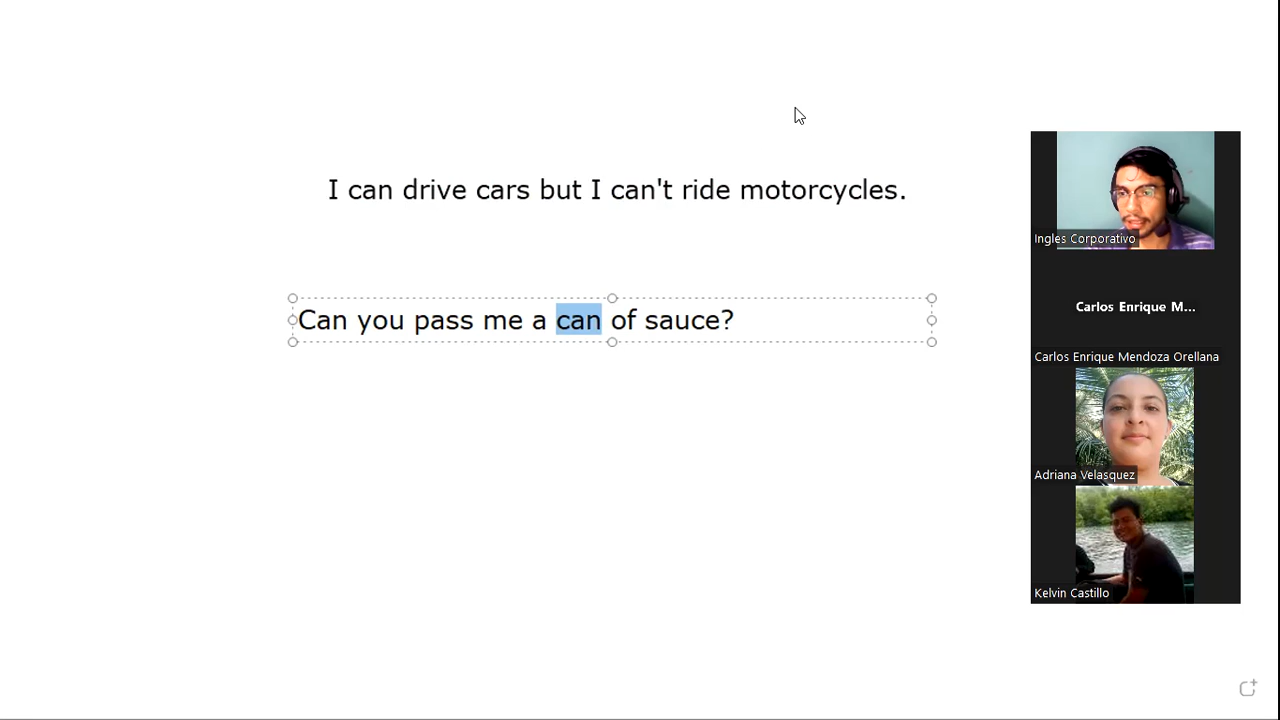 I can drive cars but I can't ride motorcycles.
Can you pass me a can of sauce?
Ingles Corporativo
Carlos Enrique M...
Carlos Enrique Mendoza Orellana
Adriana Velasquez
Kelvin Castillo